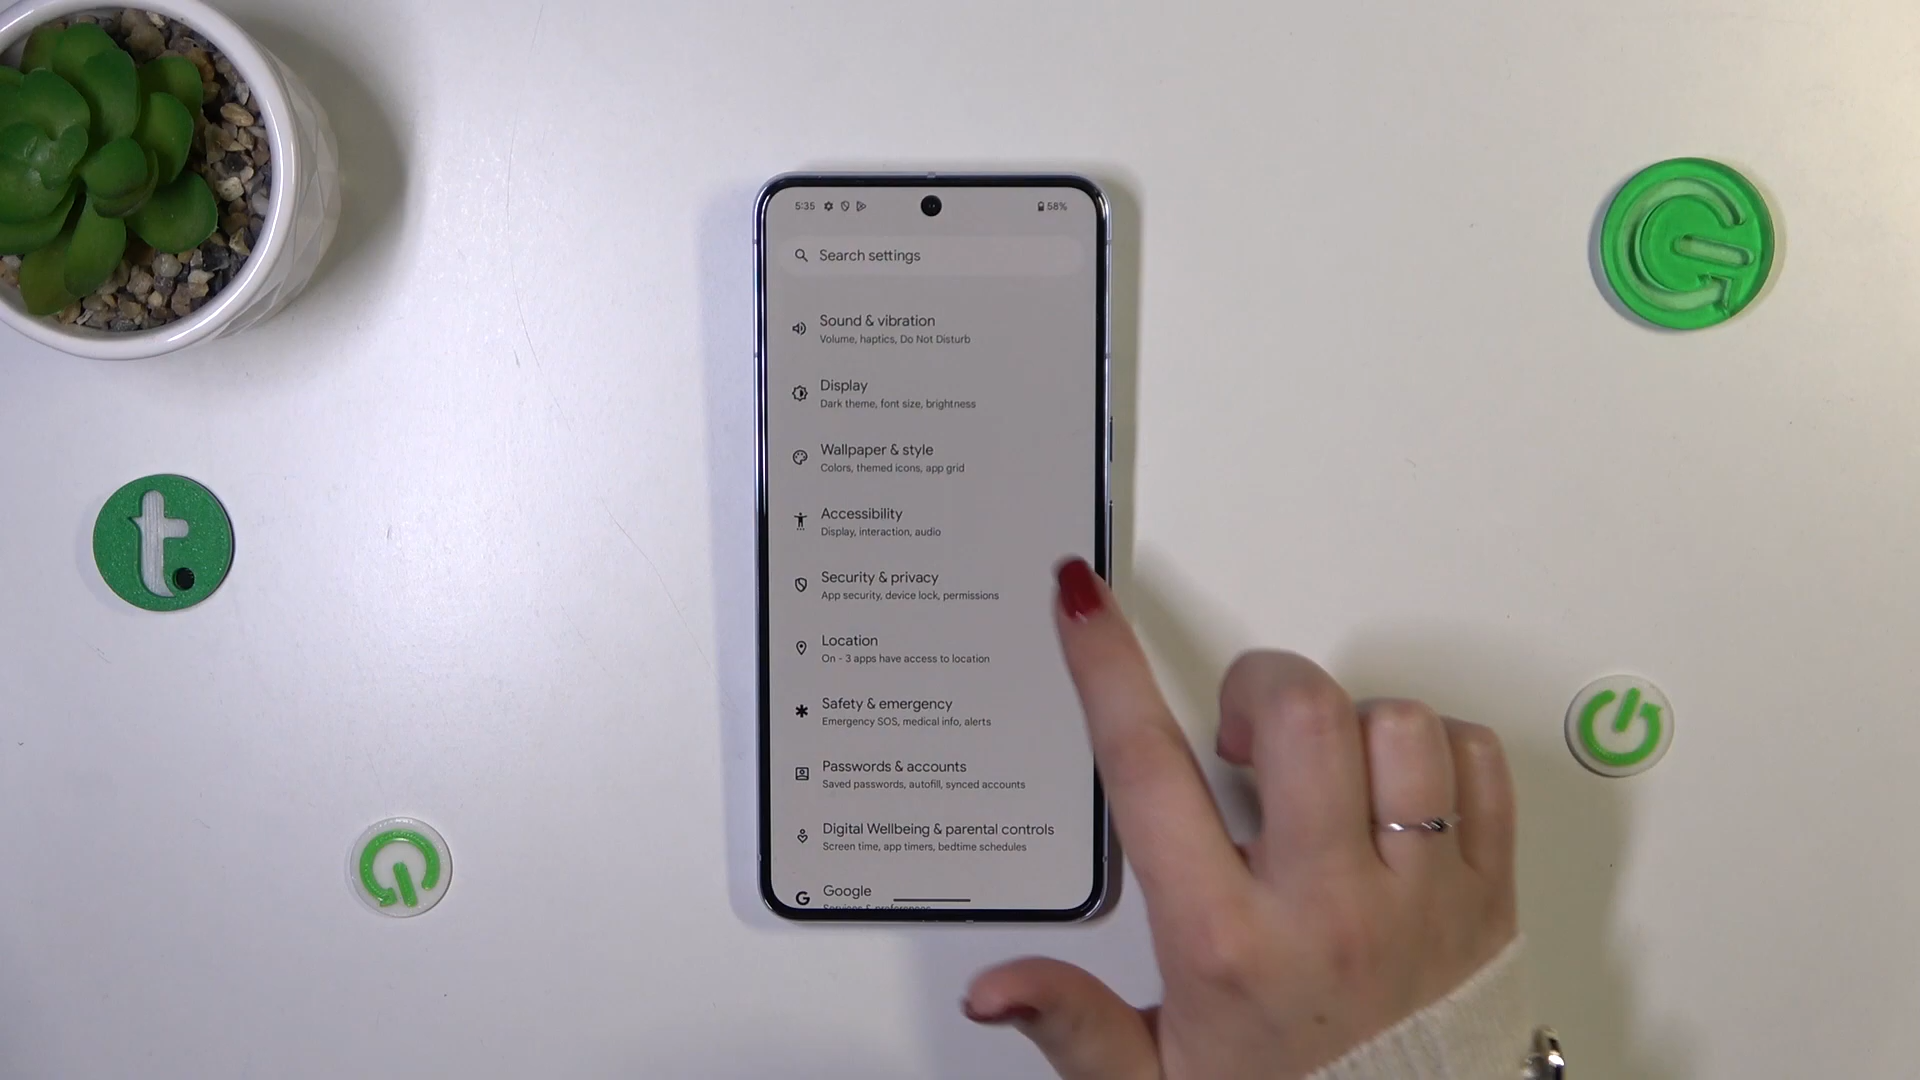 5:35
58%
Search settings
Sound & vibration
Volume, haptics, Do Not Disturb
Display
Dark theme, font size, brightness
Wallpaper & style
Colors, themed icons, app grid
Accessibility
Display, interaction, audio
Security & privacy
App security, device lock, permissions
Location
On - 3 apps have access to location
Safety & emergency
Emergency SOS, medical info, alerts
Passwords & accounts
Saved passwords, autofill, synced accounts
Digital Wellbeing & parental controls
Screen time, app timers, bedtime schedules
Google
Services & preferences
t.